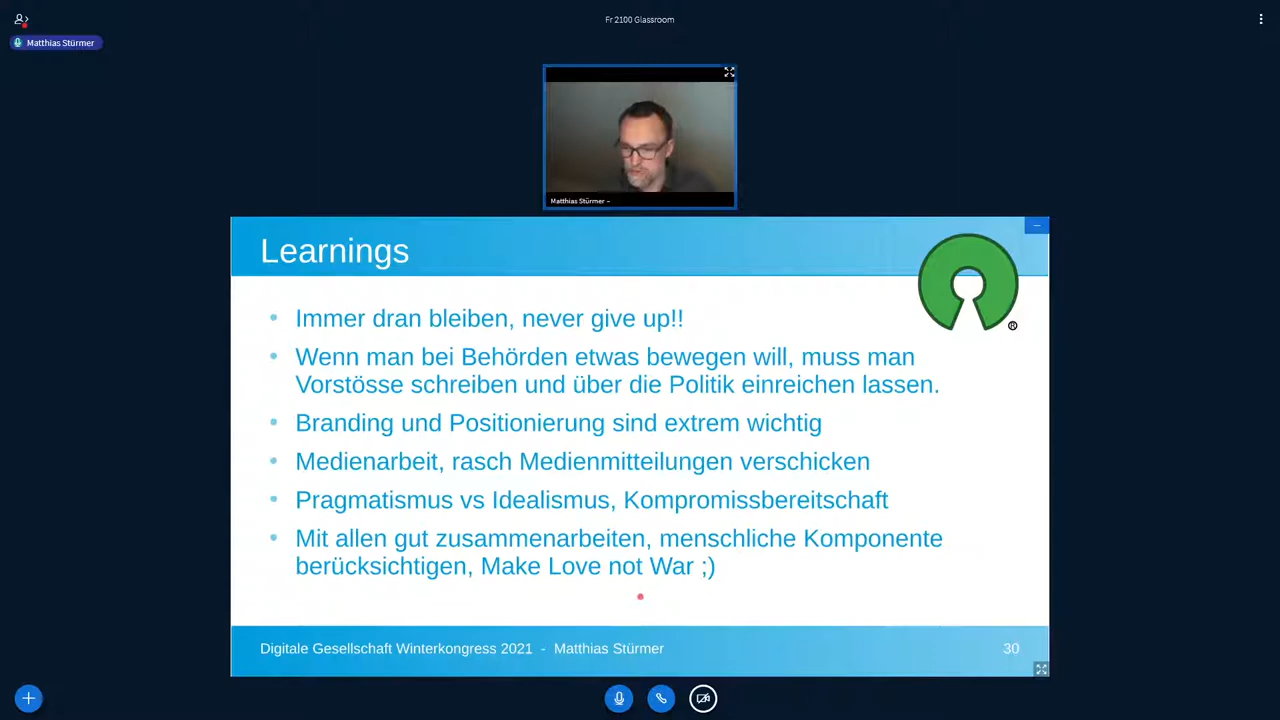 Fr 2100 Glassroom
Matthias Stürmer
Matthias Stürmer -
Learnings
®
• Immer dran bleiben, never give up!!
• Wenn man bei Behörden etwas bewegen will, muss man
Vorstösse schreiben und über die Politik einreichen lassen.
• Branding und Positionierung sind extrem wichtig
• Medienarbeit, rasch Medienmitteilungen verschicken
• Pragmatismus vs Idealismus, Kompromissbereitschaft
• Mit allen gut zusammenarbeiten, menschliche Komponente
berücksichtigen, Make Love not War ;)
Digitale Gesellschaft Winterkongress 2021 - Matthias Stürmer
30